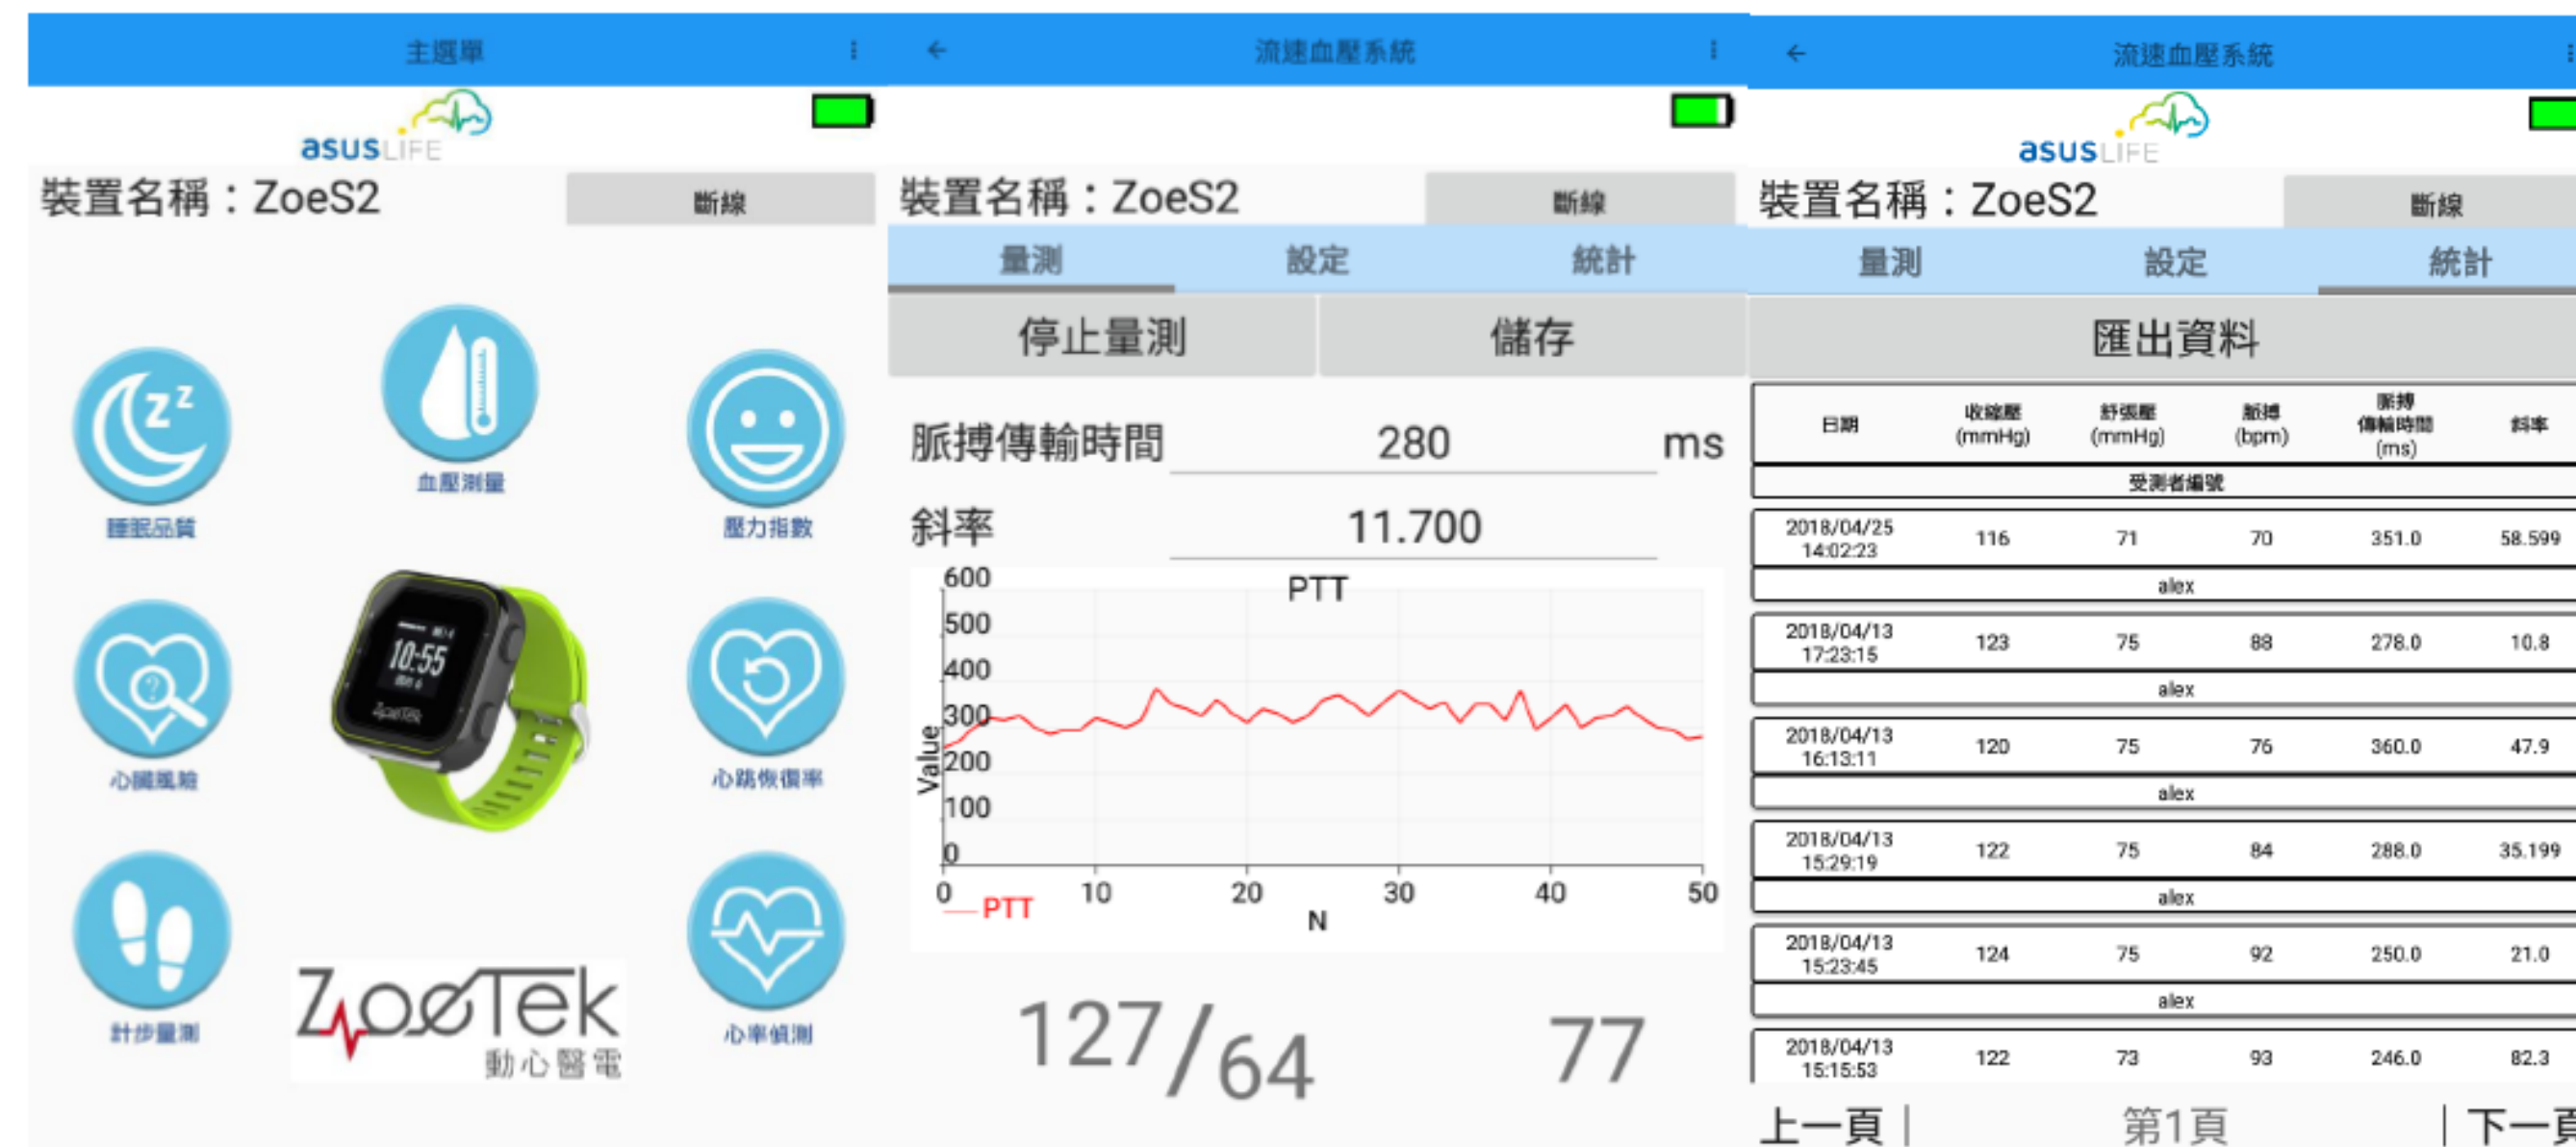 主選單
asusLIFE
裝置名稱：ZoeS2
斷線
血壓測量
睡眠品質
壓力指數
10:55
ZoeTek
心臟風險
心跳恢復率
計步量測
心率偵測
ZoeTek
動心醫電
流速血壓系統
裝置名稱：ZoeS2
斷線
量測 設定 統計
停止量測 儲存
脈搏傳輸時間 280 ms
斜率 11.700
PTT
600
500
400
300
200
100
0
Value
0 10 20 30 40 50
PTT
N
127/64 77
流速血壓系統
asusLIFE
裝置名稱：ZoeS2
斷線
量測 設定 統計
匯出資料
日期 收縮壓 (mmHg) 舒張壓 (mmHg) 脈搏 (bpm) 脈搏傳輸時間 (ms) 斜率
受測者編號
2018/04/25 14:02:23 116 71 70 351.0 58.599
alex
2018/04/13 17:23:15 123 75 88 278.0 10.8
alex
2018/04/13 16:13:11 120 75 76 360.0 47.9
alex
2018/04/13 15:29:19 122 75 84 288.0 35.199
alex
2018/04/13 15:23:45 124 75 92 250.0 21.0
alex
2018/04/13 15:15:53 122 73 93 246.0 82.3
上一頁 | 第1頁 | 下一頁